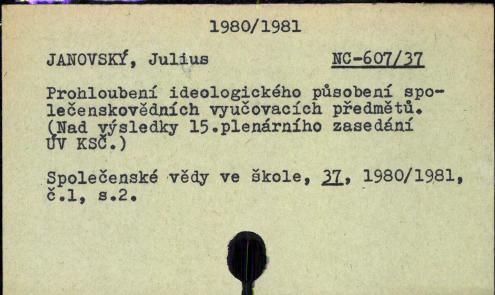 1980/1981
JANOVSKÝ, Julius NC-607/37
Prohloubení ideologického působení spo-
lečenskovědních vyučovacích předmětů.
(Nad výsledky 15.plenárního zasedání
ÚV KSČ.)
Společenské vědy ve škole, 37, 1980/1981,
č.1, s.2.